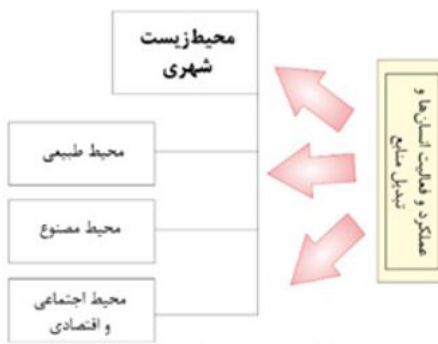 محیط‌زیست
شهری
عملکرد و فعالیت انسان‌ها و
تبدیل منابع
محیط طبیعی
محیط مصنوع
محیط اجتماعی
و اقتصادی